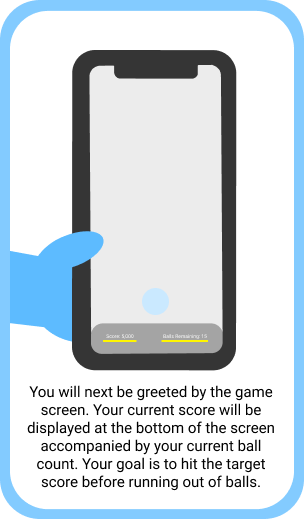 Score 5000 Balls Remaining 15
You will next be greeted by the game
screen. Your current score will be
displayed at the bottom of the screen
accompanied by your current ball
count. Your goal is to hit the target
score before running out of balls.